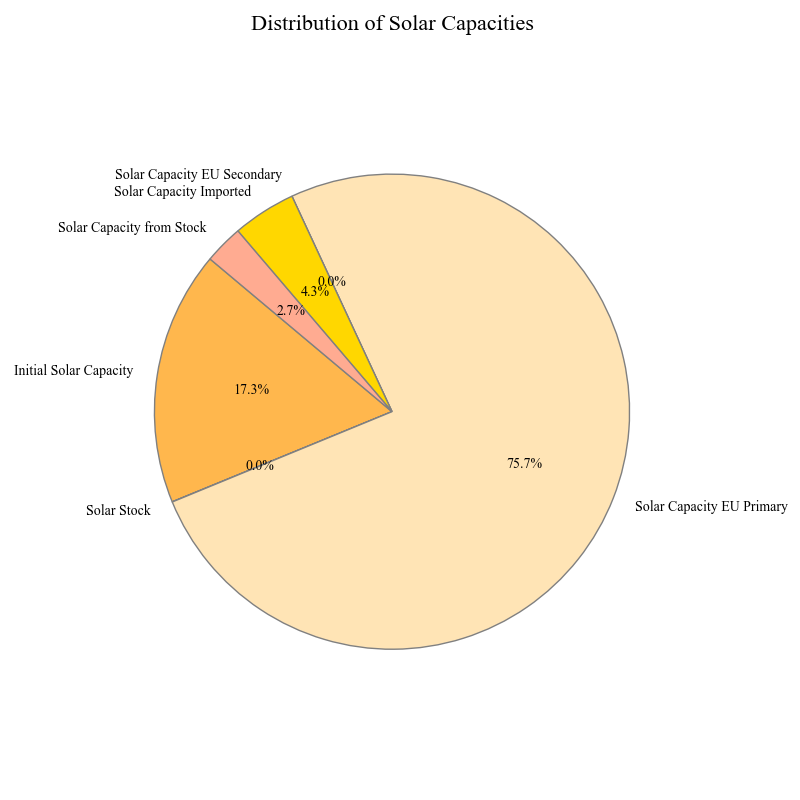 Distribution of Solar Capacities
Solar Capacity EU Secondary
Solar Capacity Imported
Solar Capacity from Stock
0.0%
4.3%
2.7%
Initial Solar Capacity
17.3%
75.7%
0.0%
Solar Capacity EU Primary
Solar Stock